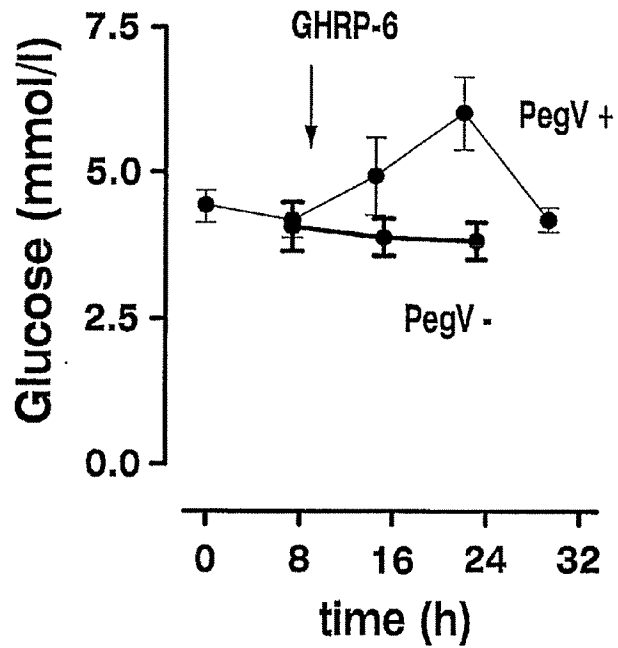 7.5
GHRP-6
PegV +
5.0
2.5
PegV -
0.0
Glucose (mmol/l)
0 8 16 24 32
time (h)